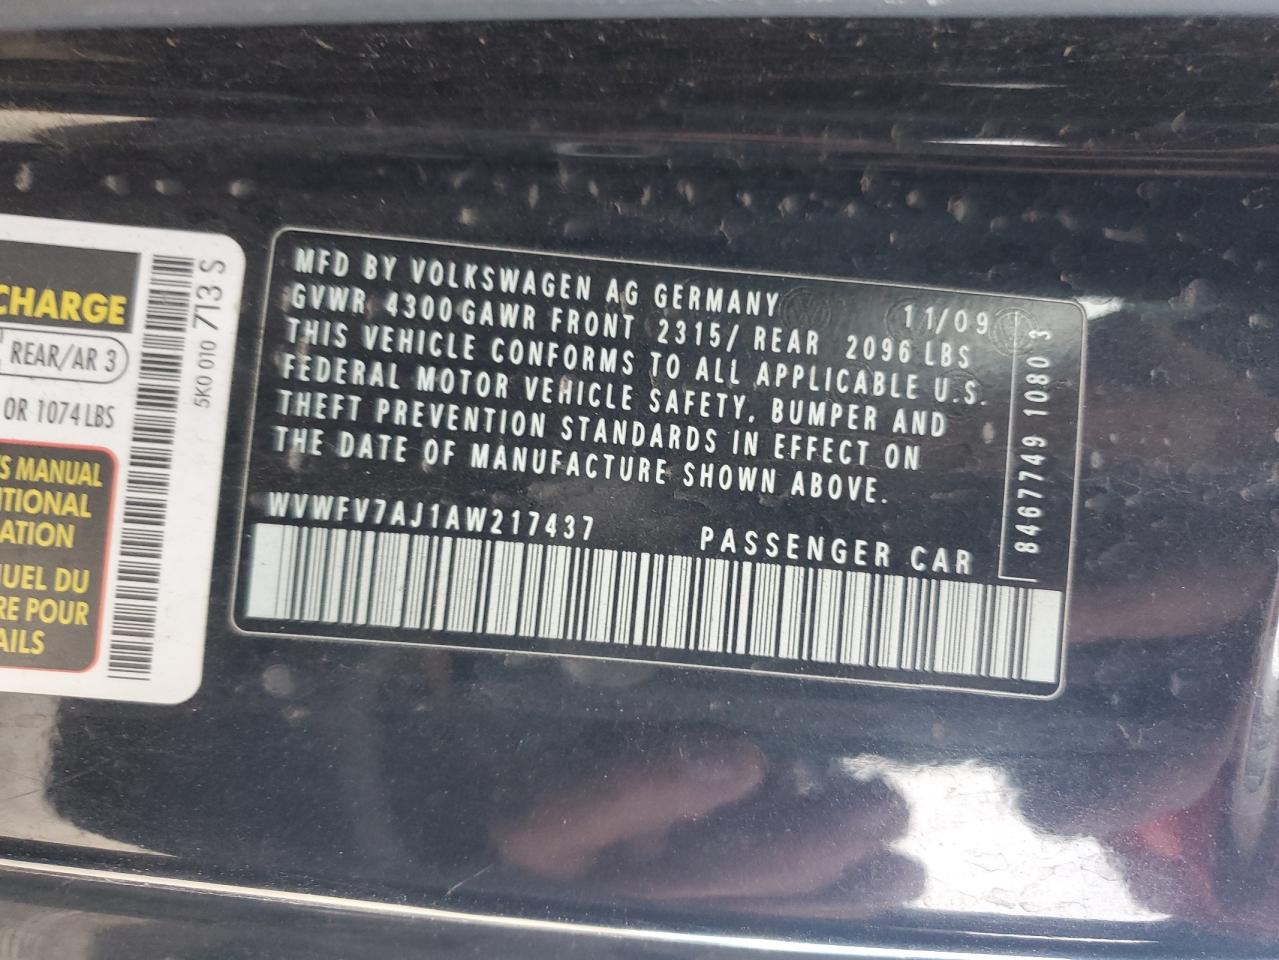 CHARGE
REAR/AR 3
OR 1074 LBS
'S MANUAL
ITIONAL
ATION
UEL DU
RE POUR
AILS
5K0 010 713 S
MFD BY VOLKSWAGEN AG GERMANY 11/09
GVWR 4300 GAWR FRONT 2315/ REAR 2096 LBS
THIS VEHICLE CONFORMS TO ALL APPLICABLE U.S.
FEDERAL MOTOR VEHICLE SAFETY, BUMPER AND
THEFT PREVENTION STANDARDS IN EFFECT ON
THE DATE OF MANUFACTURE SHOWN ABOVE.
WVWFV7AJ1AW217437 PASSENGER CAR
8467749 1080 3